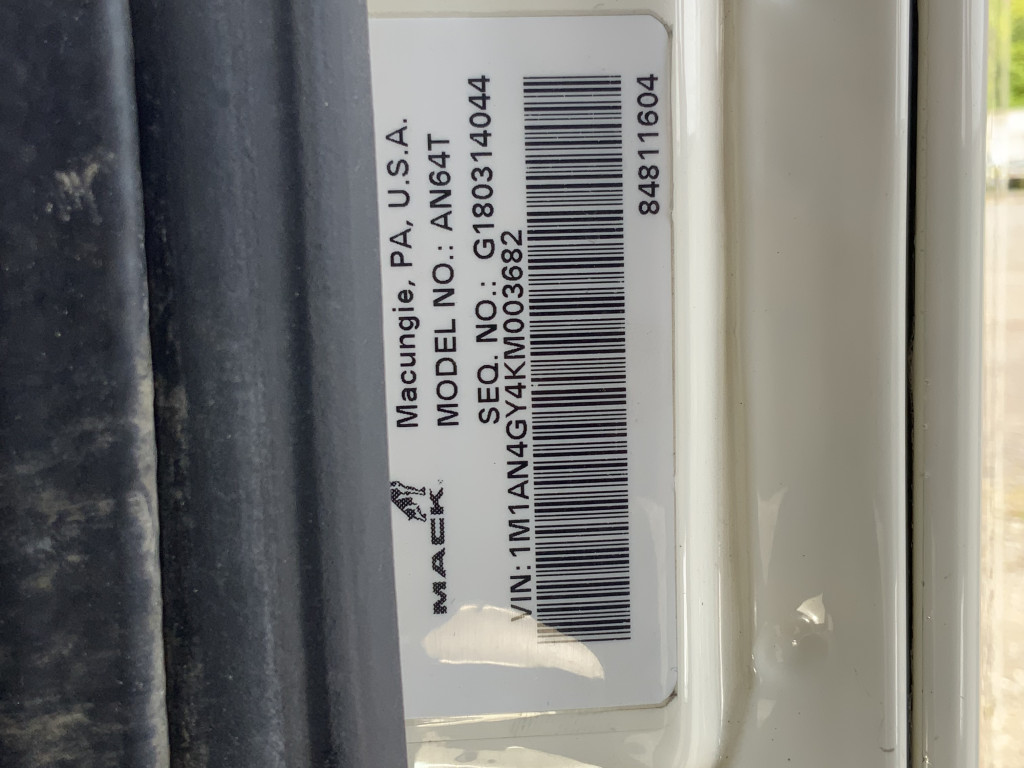 Macungie, PA, U.S.A.
MACK
MODEL NO.: AN64T
SEQ. NO.: G180314044
VIN: 1M1AN4GY4KM003682
84811604